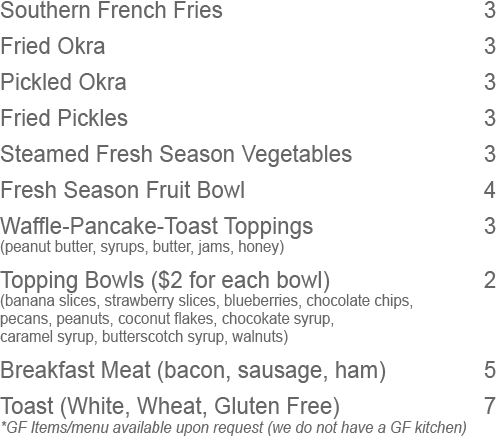 Southern French Fries 3
Fried Okra 3
Pickled Okra 3
Fried Pickles 3
Steamed Fresh Season Vegetables 3
Fresh Season Fruit Bowl 4
Waffle-Pancake-Toast Toppings 3
(peanut butter, syrups, butter, jams, honey)
Topping Bowls ($2 for each bowl) 2
(banana slices, strawberry slices, blueberries, chocolate chips,
pecans, peanuts, coconut flakes, chocokate syrup,
caramel syrup, butterscotch syrup, walnuts)
Breakfast Meat (bacon, sausage, ham) 5
Toast (White, Wheat, Gluten Free) 7
*GF Items/menu available upon request (we do not have a GF kitchen)